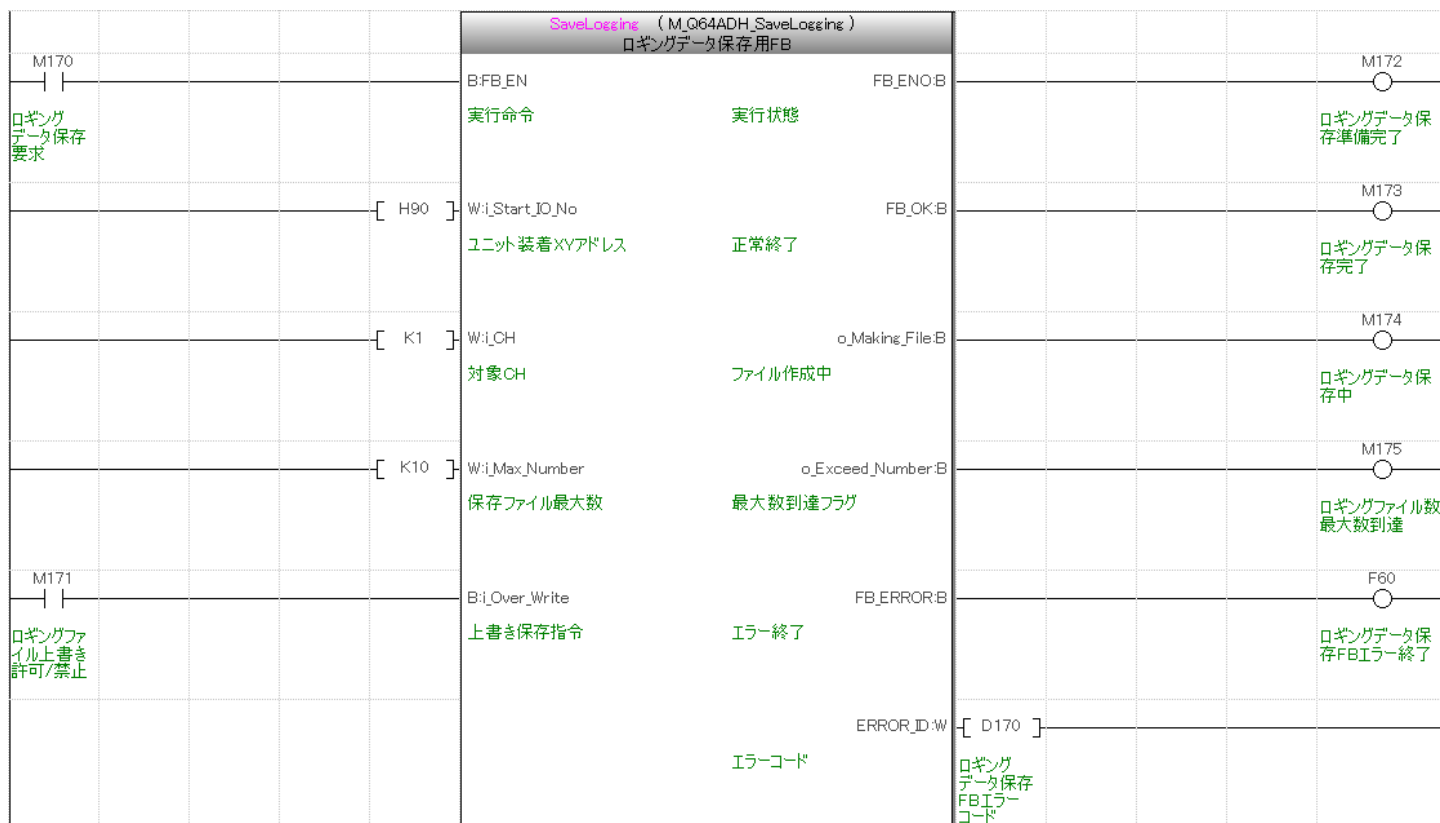 SaveLogging （ M_Q64ADH_SaveLogging ）
ロギングデータ保存用FB
M170
B:FB_EN
FB_ENO:B
M172
ロギング
データ保存
要求
実行命令
実行状態
ロギングデータ保
存準備完了
H90
W:i_Start_IO_No
FB_OK:B
M173
ユニット装着XYアドレス
正常終了
ロギングデータ保
存完了
K1
W:i_CH
o_Making_File:B
M174
対象CH
ファイル作成中
ロギングデータ保
存中
K10
W:i_Max_Number
o_Exceed_Number:B
M175
保存ファイル最大数
最大数到達フラグ
ロギングファイル数
最大数到達
M171
B:i_Over_Write
FB_ERROR:B
F60
ロギングファ
イル上書き
許可/禁止
上書き保存指令
エラー終了
ロギングデータ保
存FBエラー終了
ERROR_ID:W
D170
エラーコード
ロギング
データ保存
FBエラー
コード